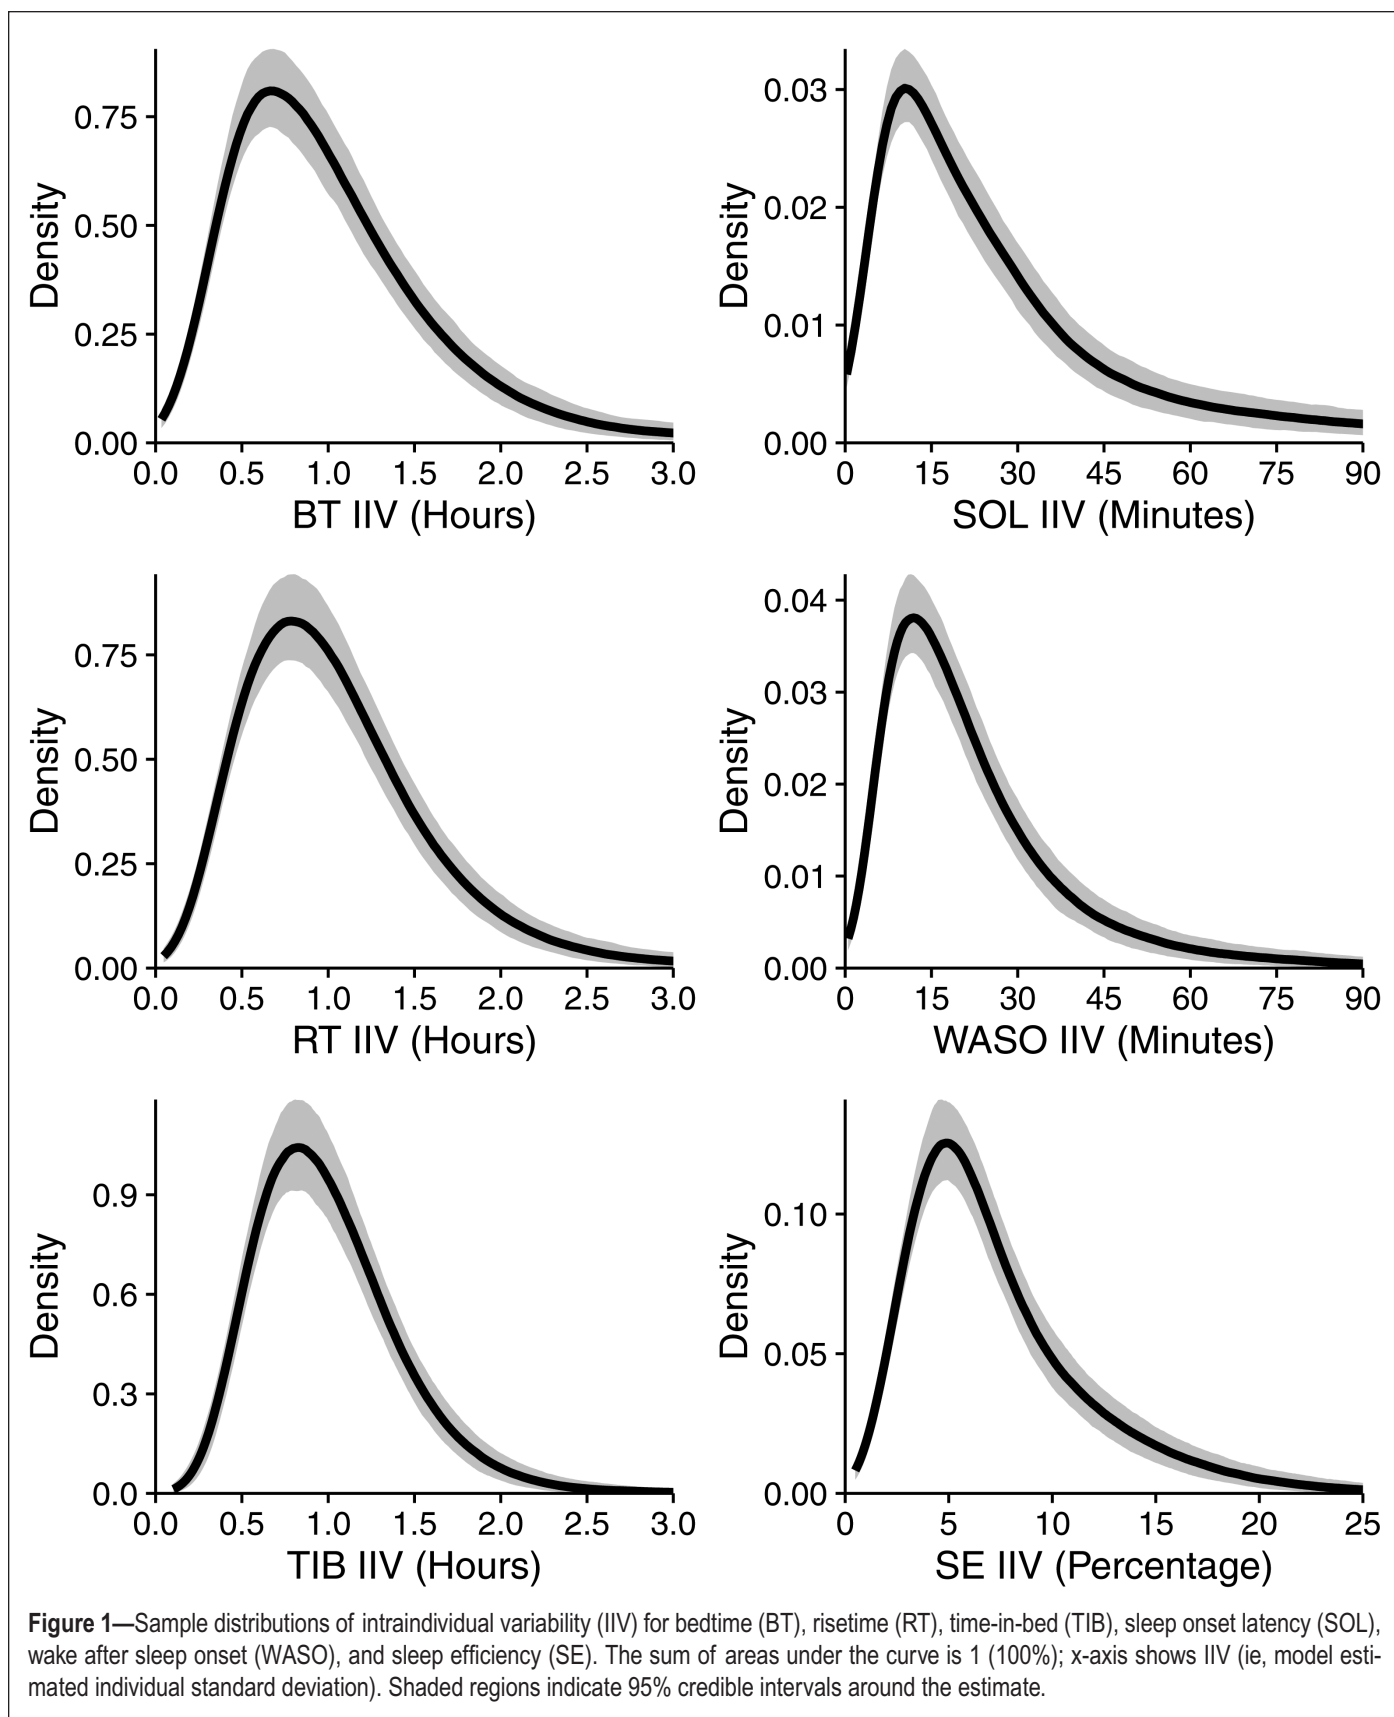 0.75
0.50
0.25
0.00
Density
0.0 0.5 1.0 1.5 2.0 2.5 3.0
BT IIV (Hours)
0.03
0.02
0.01
0.00
Density
0 15 30 45 60 75 90
SOL IIV (Minutes)
0.75
0.50
0.25
0.00
Density
0.0 0.5 1.0 1.5 2.0 2.5 3.0
RT IIV (Hours)
0.04
0.03
0.02
0.01
0.00
Density
0 15 30 45 60 75 90
WASO IIV (Minutes)
0.9
0.6
0.3
0.0
Density
0.0 0.5 1.0 1.5 2.0 2.5 3.0
TIB IIV (Hours)
0.10
0.05
0.00
Density
0 5 10 15 20 25
SE IIV (Percentage)
Figure 1—Sample distributions of intraindividual variability (IIV) for bedtime (BT), risetime (RT), time-in-bed (TIB), sleep onset latency (SOL),
wake after sleep onset (WASO), and sleep efficiency (SE). The sum of areas under the curve is 1 (100%); x-axis shows IIV (ie, model esti-
mated individual standard deviation). Shaded regions indicate 95% credible intervals around the estimate.